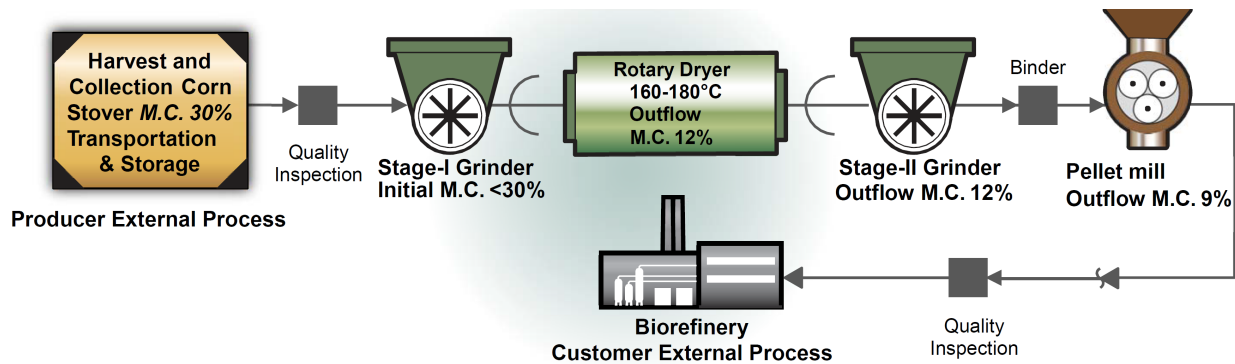 Harvest and
Collection Corn
Stover M.C. 30%
Transportation
& Storage
Producer External Process
Quality
Inspection
Stage-I Grinder
Initial M.C. <30%
Rotary Dryer
160-180°C
Outflow
M.C. 12%
Stage-II Grinder
Outflow M.C. 12%
Binder
Pellet mill
Outflow M.C. 9%
Quality
Inspection
Biorefinery
Customer External Process